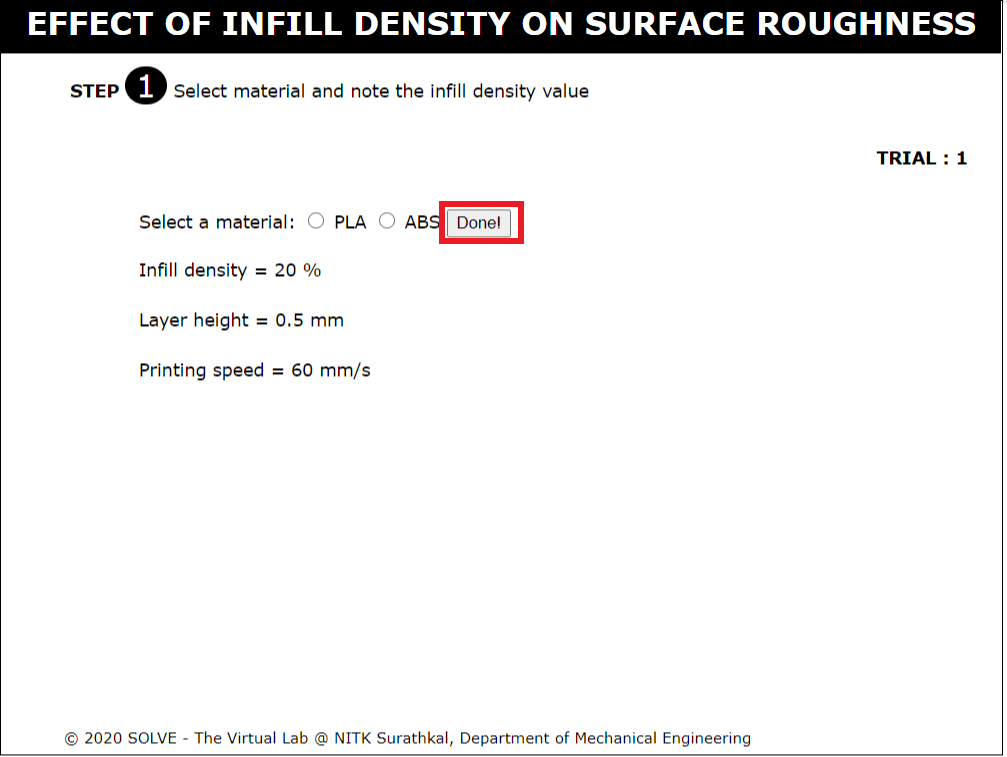 EFFECT OF INFILL DENSITY ON SURFACE ROUGHNESS
STEP 1 Select material and note the infill density value
TRIAL : 1
Select a material: PLA ABS Done!
Infill density = 20 %
Layer height = 0.5 mm
Printing speed = 60 mm/s
© 2020 SOLVE - The Virtual Lab @ NITK Surathkal, Department of Mechanical Engineering